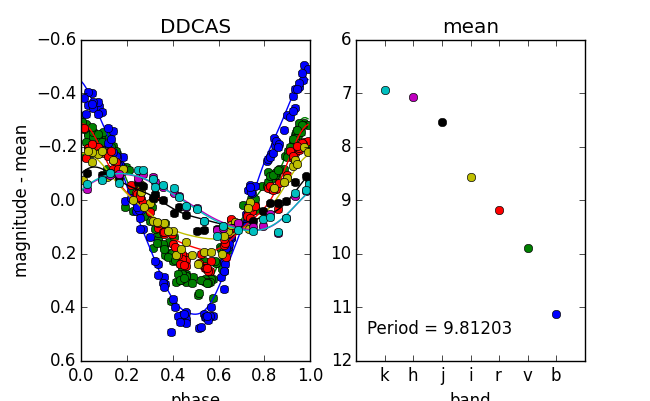 DDCAS
mean
−0.6
−0.4
−0.2
0.0
0.2
0.4
0.6
magnitude - mean
0.0 0.2 0.4 0.6 0.8 1.0
phase
6
7
8
9
10
11
12
Period = 9.81203
k h j i r v b
band